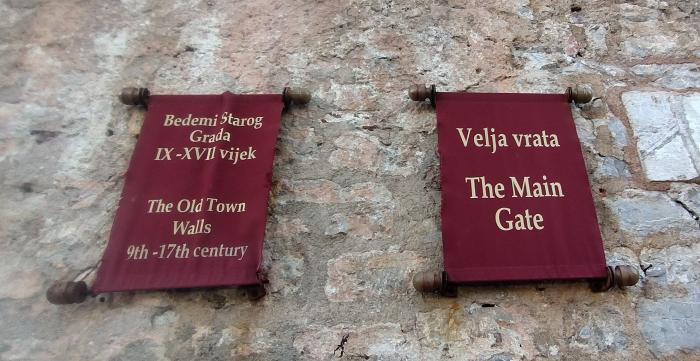 Bedemi Starog
Grada
IX -XVII vijek
The Old Town
Walls
9th -17th century
Velja vrata
The Main
Gate